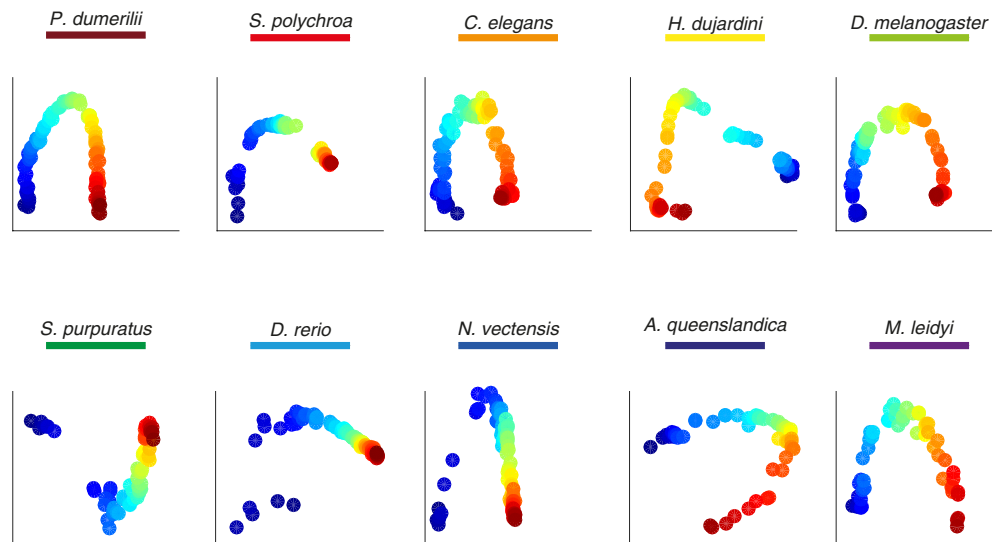 P. dumerilii
S. polychroa
C. elegans
H. dujardini
D. melanogaster
S. purpuratus
D. rerio
N. vectensis
A. queenslandica
M. leidyi